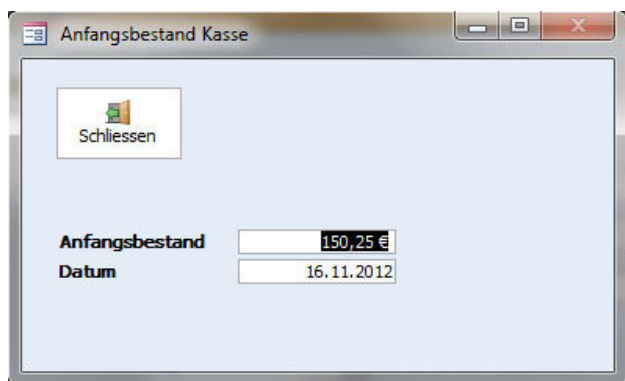 Anfangsbestand Kasse
Schliessen
Anfangsbestand 150,25 €
Datum 16.11.2012